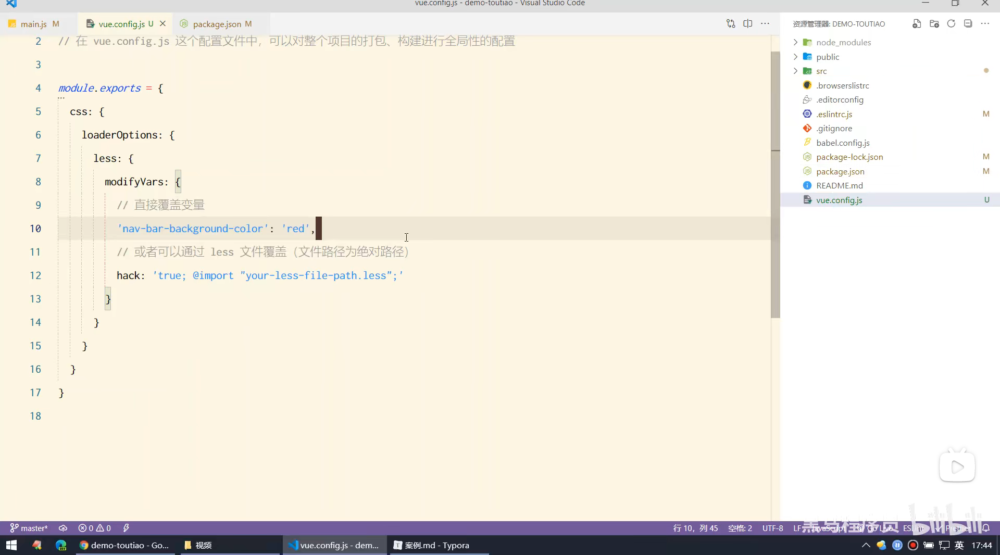 vue.config.js - demo-toutiao - Visual Studio Code
main.js M
vue.config.js U
package.json M
资源管理器: DEMO-TOUTIAO
2 // 在 vue.config.js 这个配置文件中，可以对整个项目的打包、构建进行全局性的配置
3
4 module.exports = {
5 css: {
6 loaderOptions: {
7 less: {
8 modifyVars: {
9 // 直接覆盖变量
10 'nav-bar-background-color': 'red',
11 // 或者可以通过 less 文件覆盖（文件路径为绝对路径）
12 hack: 'true; @import "your-less-file-path.less";'
13 }
14 }
15 }
16 }
17 }
18
node_modules
public
src
.browserslistrc
.editorconfig
.eslintrc.js M
.gitignore
babel.config.js
package-lock.json M
package.json M
README.md
vue.config.js U
master* 0 0
行 10，列 45 空格: 2 UTF-8 LF JavaScript Go Live ESLint Prettier
黑马程序员 bilibili
demo-toutiao - Go...
视频
vue.config.js - dem...
案例.md - Typora
英 17:44